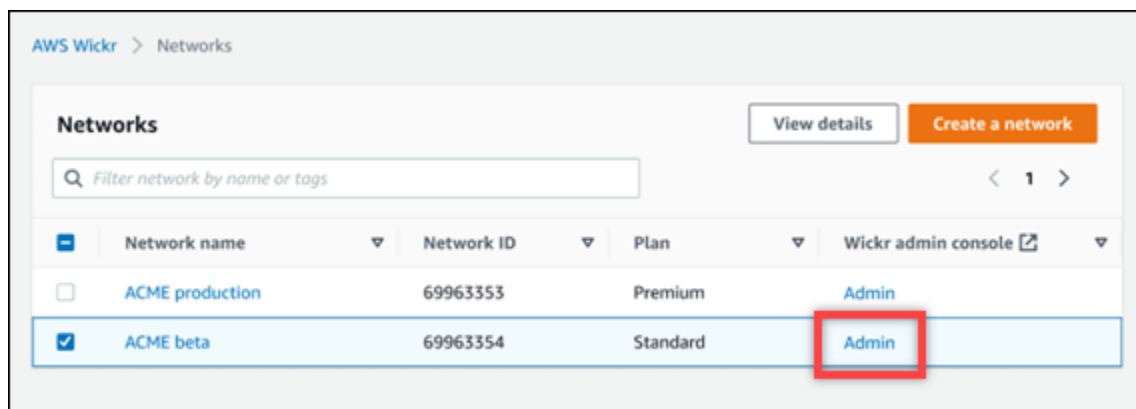 AWS Wickr > Networks
Networks View details Create a network
Filter network by name or tags < 1 >
Network name Network ID Plan Wickr admin console
ACME production 69963353 Premium Admin
ACME beta 69963354 Standard Admin